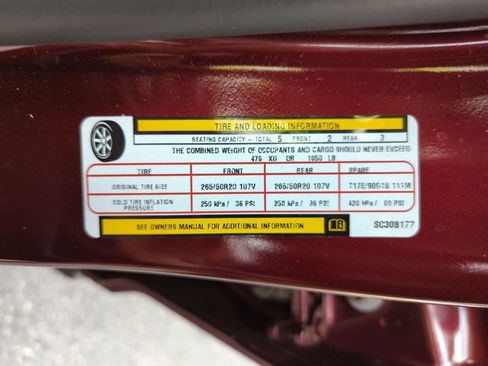 TIRE AND LOADING INFORMATION
SEATING CAPACITY - TOTAL 5 FRONT 2 REAR 3
THE COMBINED WEIGHT OF OCCUPANTS AND CARGO SHOULD NEVER EXCEED
476 KG OR 1050 LB
TIRE FRONT REAR SPARE
ORIGINAL TIRE SIZE 265/50R20 107V 265/50R20 107V
COLD TIRE INFLATION PRESSURE 250 kPa / 36 PSI 250 kPa / 36 PSI 420 kPa / 60 PSI
SEE OWNERS MANUAL FOR ADDITIONAL INFORMATION
SC309177